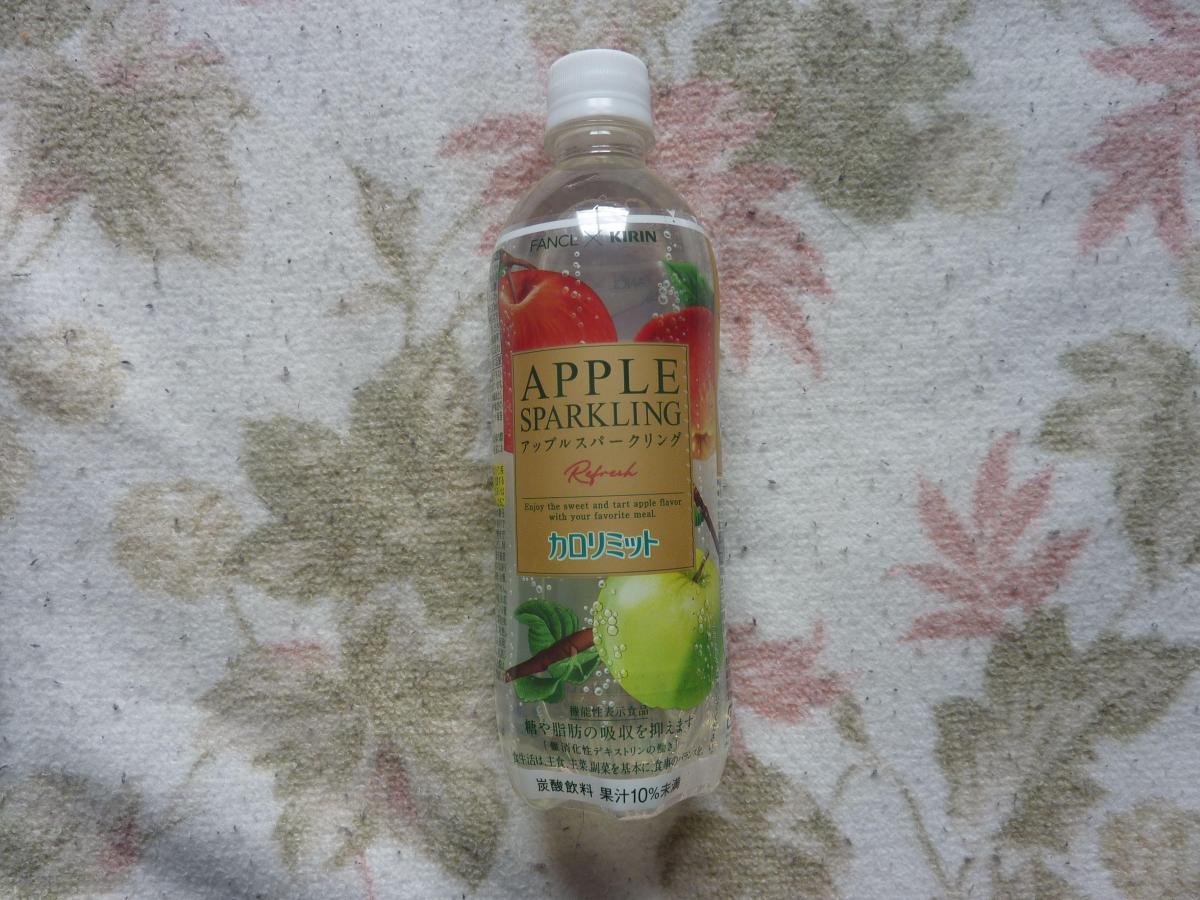 FANCL × KIRIN
APPLE
SPARKLING
アップルスパークリング
Refresh
Enjoy the sweet and tart apple flavor
with your favorite meal.
カロリミット
機能性表示食品
糖や脂肪の吸収を抑えます
[難消化性デキストリンの働き]
食生活は、主食、主菜、副菜を基本に、食事の
炭酸飲料 果汁10%未満